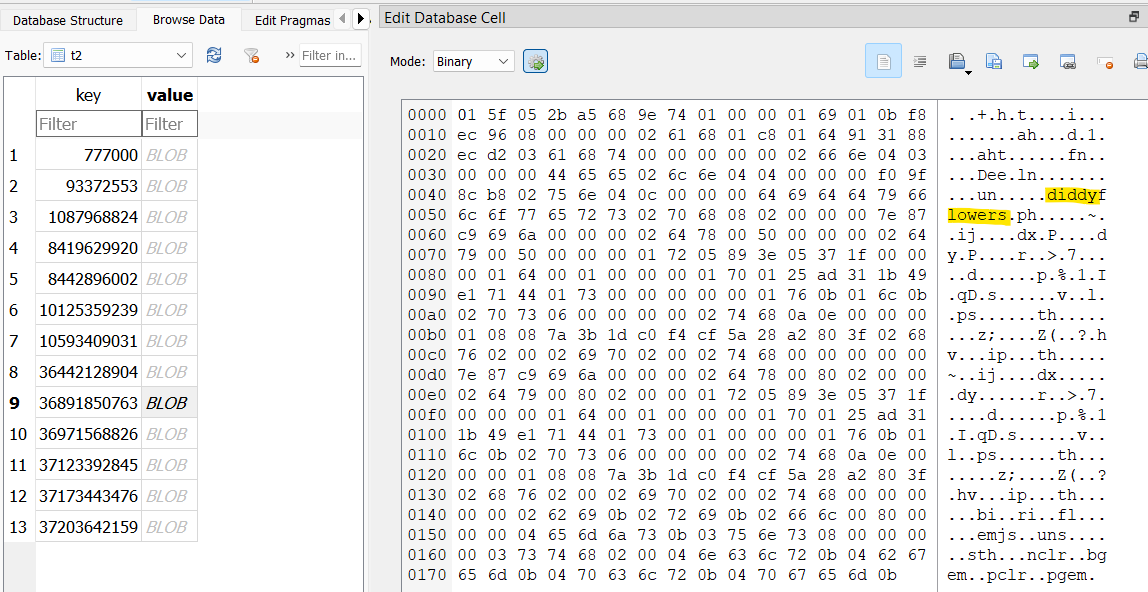 Database Structure Browse Data Edit Pragmas
Edit Database Cell
Table: t2 Filter in...
Mode: Binary
key value
Filter Filter
1 777000 BLOB
2 93372553 BLOB
3 1087968824 BLOB
4 8419629920 BLOB
5 8442896002 BLOB
6 10125359239 BLOB
7 10593409031 BLOB
8 36442128904 BLOB
9 36891850763 BLOB
10 36971568826 BLOB
11 37123392845 BLOB
12 37173443476 BLOB
13 37203642159 BLOB
0000 01 5f 05 2b a5 68 9e 74 01 00 00 01 69 01 0b f8 ._.+.h.t....i...
0010 ec 96 08 00 00 00 02 61 68 01 c8 01 64 91 31 88 .......ah...d.1.
0020 ec d2 03 61 68 74 00 00 00 00 00 02 66 6e 04 03 ...aht......fn..
0030 00 00 00 44 65 65 02 6c 6e 04 04 00 00 00 f0 9f ...Dee.ln.......
0040 8c b8 02 75 6e 04 0c 00 00 00 64 69 64 64 79 66 ...un.....diddyf
0050 6c 6f 77 65 72 73 02 70 68 08 02 00 00 00 7e 87 lowers.ph.....~.
0060 c9 69 6a 00 00 00 02 64 78 00 50 00 00 00 02 64 .ij....dx.P....d
0070 79 00 50 00 00 00 01 72 05 89 3e 05 37 1f 00 00 y.P....r..>.7...
0080 00 01 64 00 01 00 00 00 01 70 01 25 ad 31 1b 49 ..d......p.%.1.I
0090 e1 71 44 01 73 00 00 00 00 00 01 76 0b 01 6c 0b .qD.s......v..l.
00a0 02 70 73 06 00 00 00 00 02 74 68 0a 0e 00 00 00 .ps......th.....
00b0 01 08 08 7a 3b 1d c0 f4 cf 5a 28 a2 80 3f 02 68 ...z;....Z(..?.h
00c0 76 02 00 02 69 70 02 00 02 74 68 00 00 00 00 00 v...ip...th.....
00d0 7e 87 c9 69 6a 00 00 00 02 64 78 00 80 02 00 00 ~..ij....dx.....
00e0 02 64 79 00 80 02 00 00 01 72 05 89 3e 05 37 1f .dy......r..>.7.
00f0 00 00 00 01 64 00 01 00 00 00 01 70 01 25 ad 31 ....d......p.%.1
0100 1b 49 e1 71 44 01 73 00 01 00 00 00 01 76 0b 01 .I.qD.s......v..
0110 6c 0b 02 70 73 06 00 00 00 00 02 74 68 0a 0e 00 l..ps......th...
0120 00 00 01 08 08 7a 3b 1d c0 f4 cf 5a 28 a2 80 3f .....z;....Z(..?
0130 02 68 76 02 00 02 69 70 02 00 02 74 68 00 00 00 .hv...ip...th...
0140 00 00 02 62 69 0b 02 72 69 0b 02 66 6c 00 80 00 ...bi..ri..fl...
0150 00 00 04 65 6d 6a 73 0b 03 75 6e 73 08 00 00 00 ...emjs..uns....
0160 00 03 73 74 68 02 00 04 6e 63 6c 72 0b 04 62 67 ..sth...nclr..bg
0170 65 6d 0b 04 70 63 6c 72 0b 04 70 67 65 6d 0b em..pclr..pgem.